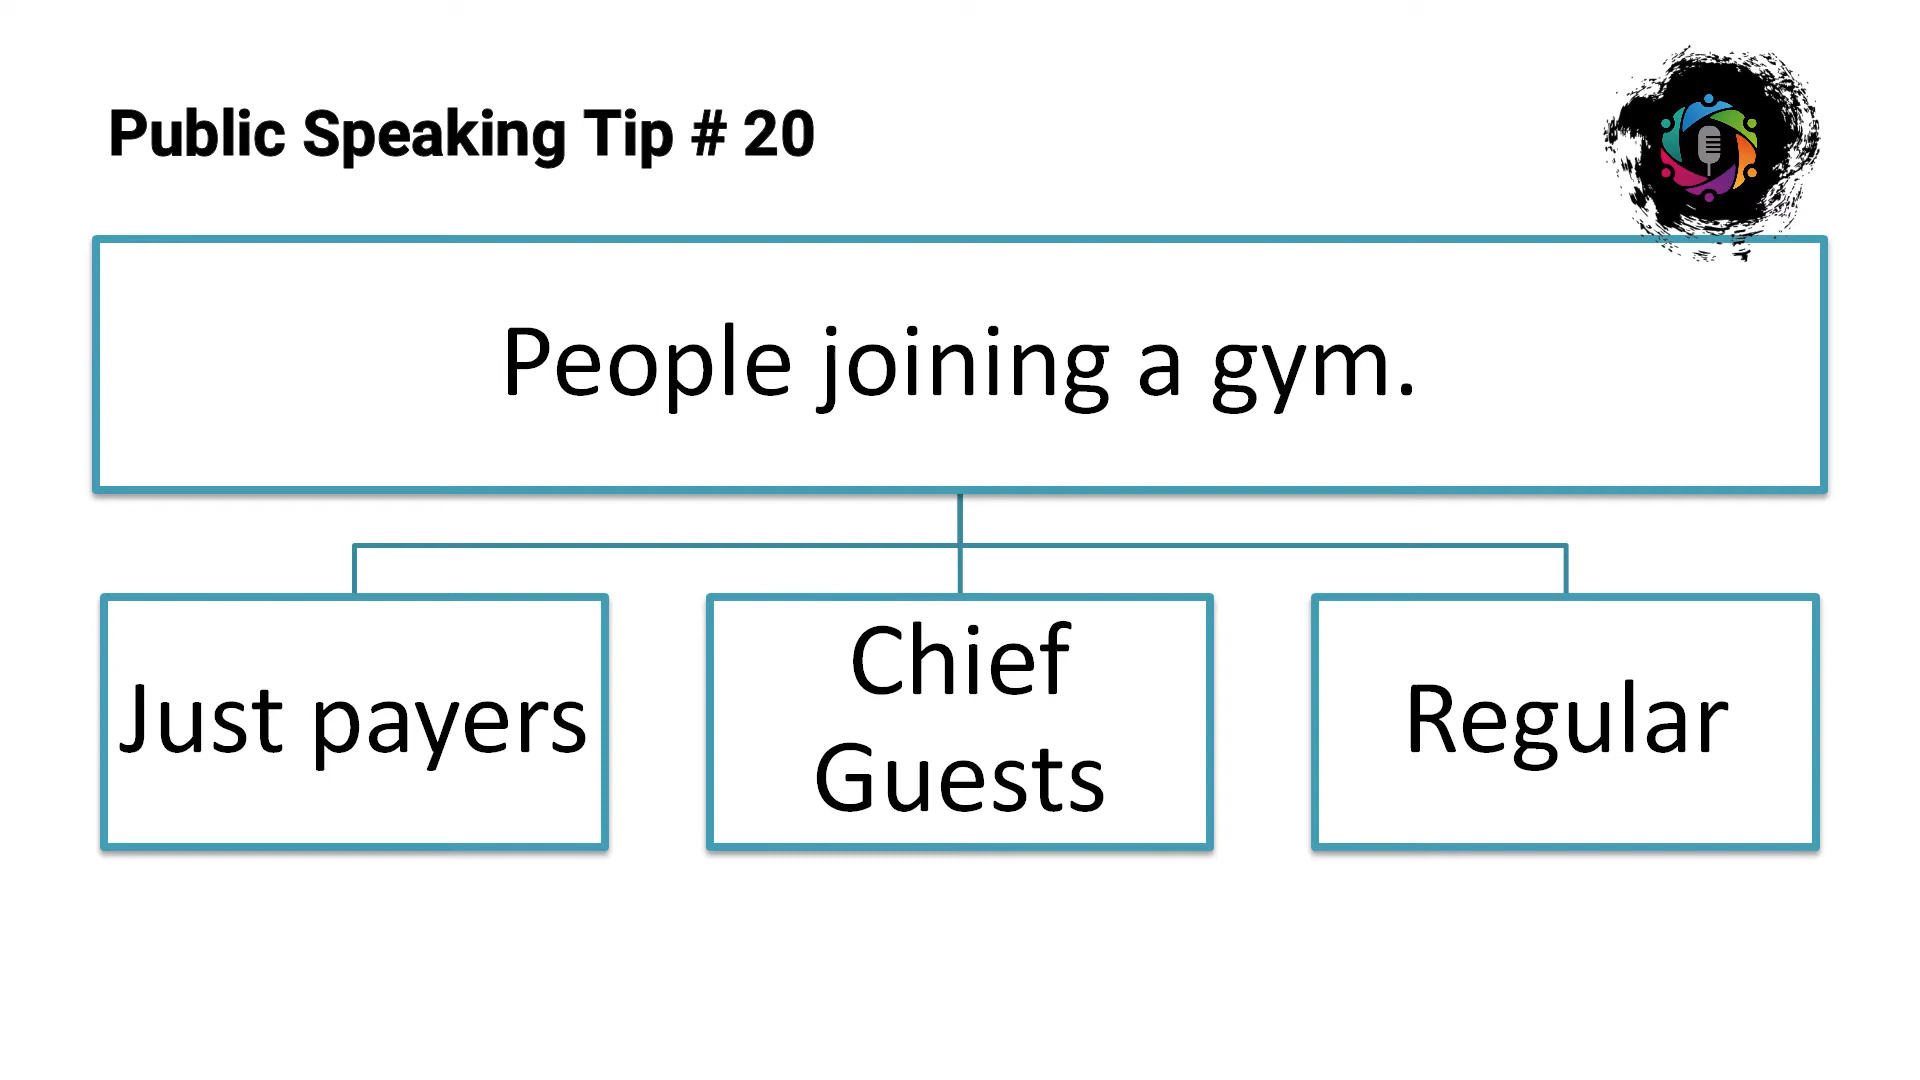 Public Speaking Tip # 20
People joining a gym.
Just payers
Chief
Guests
Regular